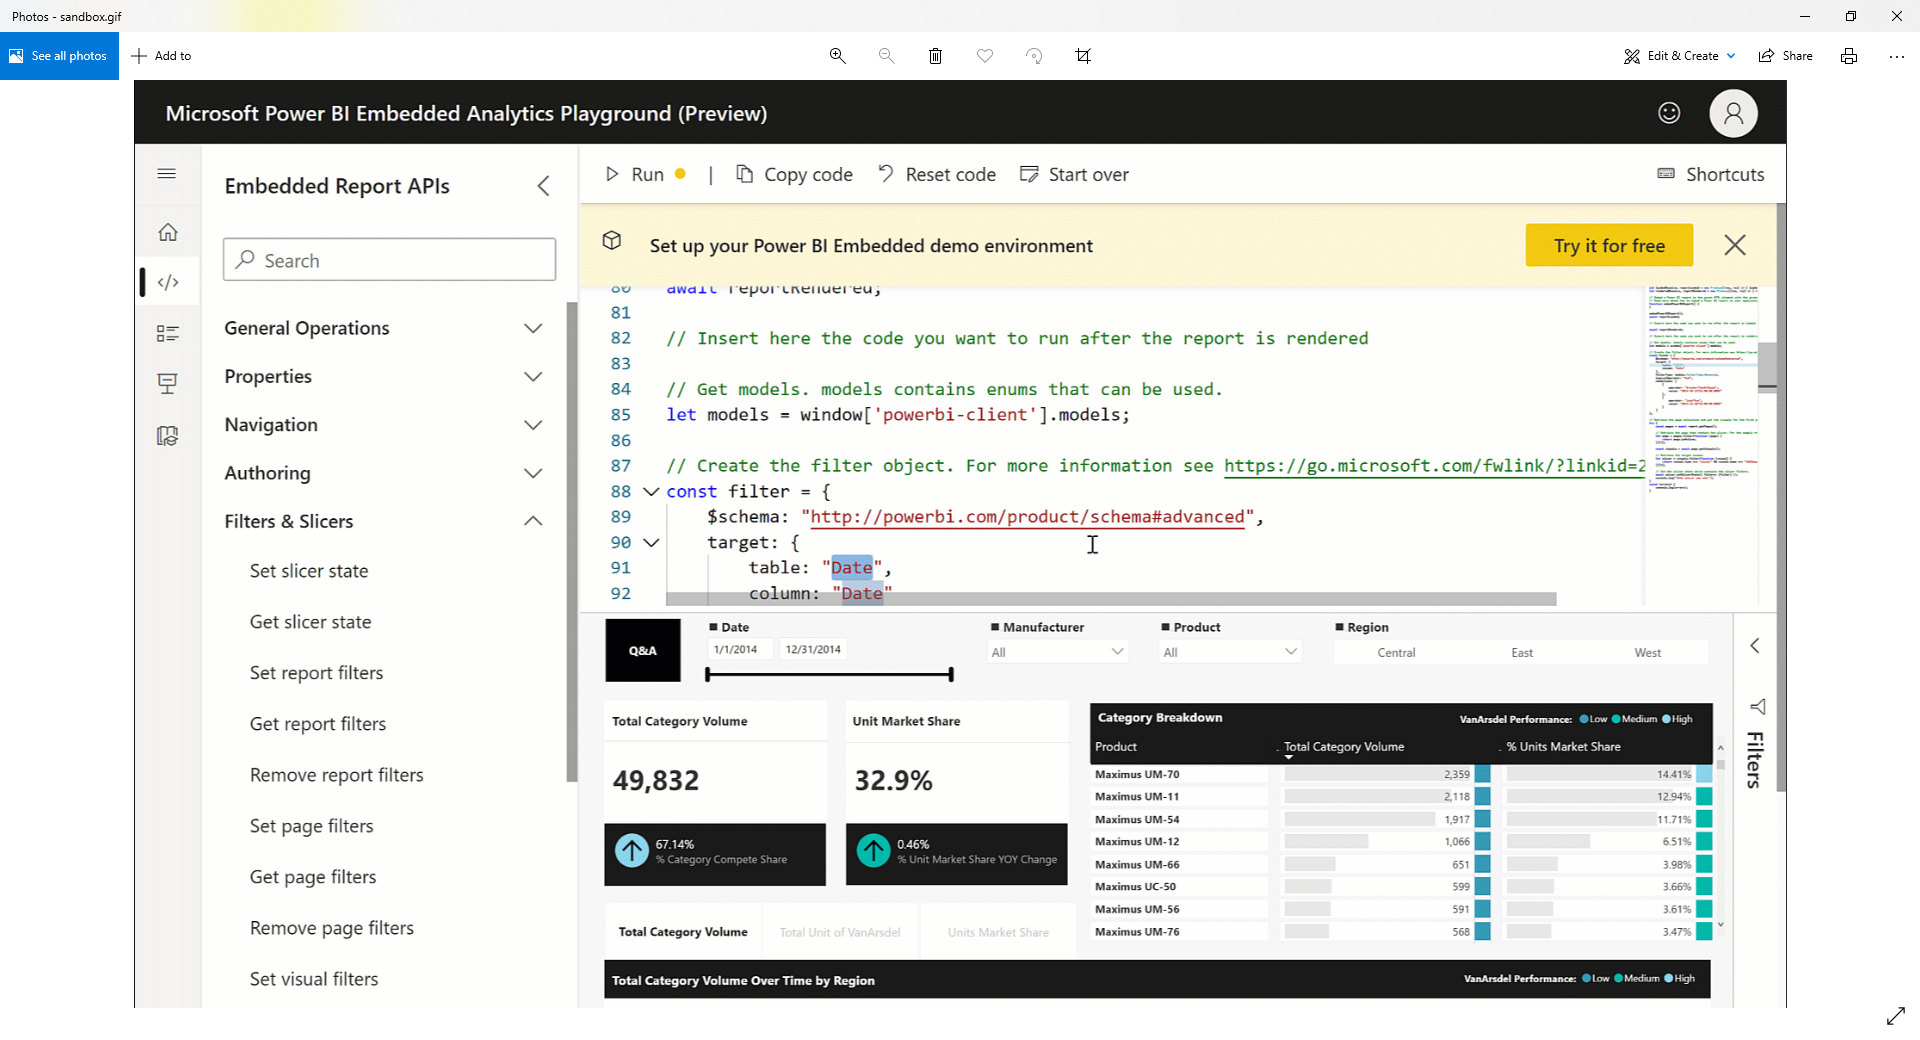 Photos - sandbox.gif
See all photos
Add to
Edit & Create
Share
Microsoft Power BI Embedded Analytics Playground (Preview)
Embedded Report APIs
Search
General Operations
Properties
Navigation
Authoring
Filters & Slicers
Set slicer state
Get slicer state
Set report filters
Get report filters
Remove report filters
Set page filters
Get page filters
Remove page filters
Set visual filters
Run | Copy code Reset code Start over Shortcuts
Set up your Power BI Embedded demo environment
Try it for free
80 await reportRendered;
81
82 // Insert here the code you want to run after the report is rendered
83
84 // Get models. models contains enums that can be used.
85 let models = window['powerbi-client'].models;
86
87 // Create the filter object. For more information see https://go.microsoft.com/fwlink/?linkid=2
88 const filter = {
89 $schema: "http://powerbi.com/product/schema#advanced",
90 target: {
91 table: "Date",
92 column: "Date"
Q&A
Date
1/1/2014 12/31/2014
Manufacturer
All
Product
All
Region
Central East West
Filters
Total Category Volume
49,832
67.14%
% Category Compete Share
Unit Market Share
32.9%
0.46%
% Unit Market Share YOY Change
Category Breakdown VanArsdel Performance: Low Medium High
Product Total Category Volume % Units Market Share
Maximus UM-70 2,359 14.41%
Maximus UM-11 2,118 12.94%
Maximus UM-54 1,917 11.71%
Maximus UM-12 1,066 6.51%
Maximus UM-66 651 3.98%
Maximus UC-50 599 3.66%
Maximus UM-56 591 3.61%
Maximus UM-76 568 3.47%
Total Category Volume Total Unit of VanArsdel Units Market Share
Total Category Volume Over Time by Region VanArsdel Performance: Low Medium High